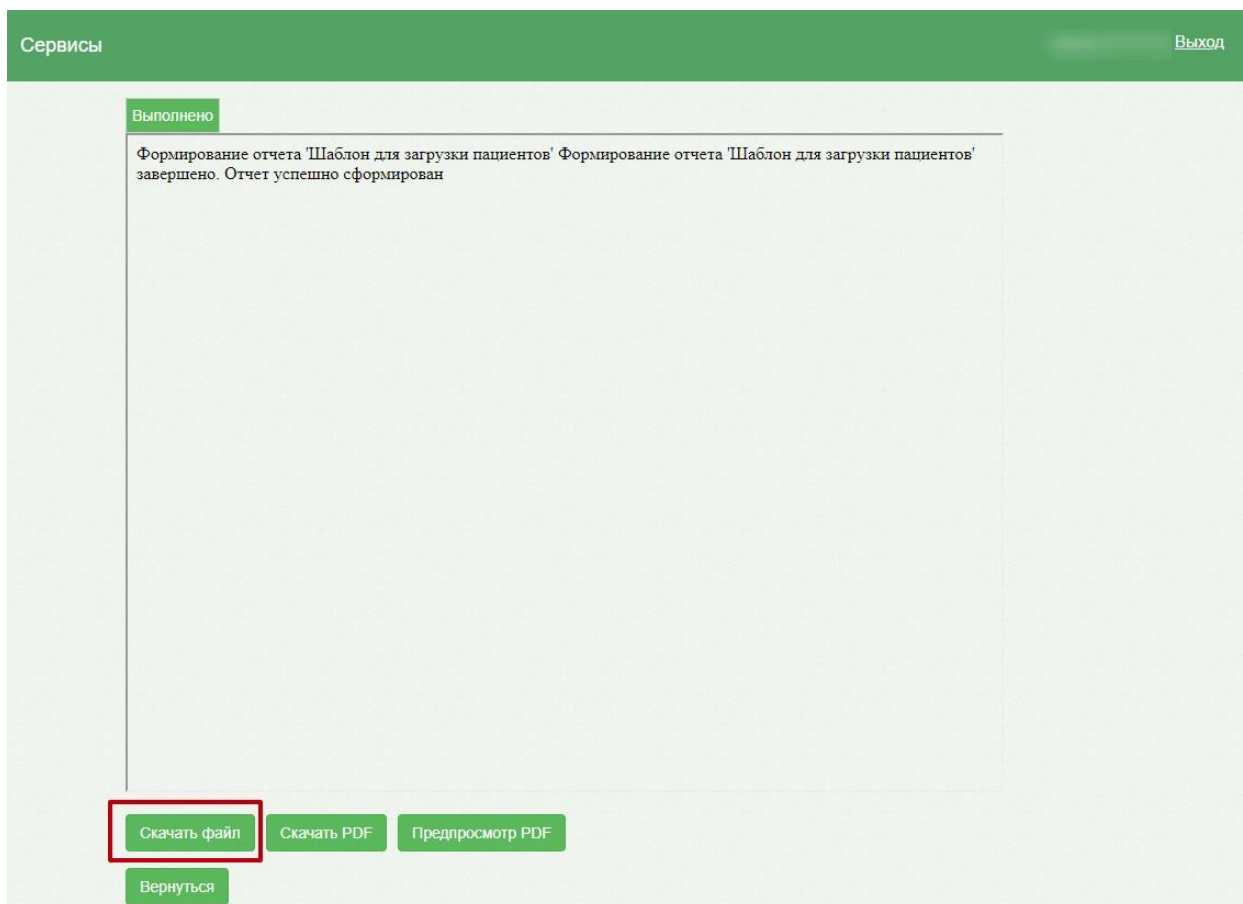 Сервисы
Выход
Выполнено
Формирование отчета 'Шаблон для загрузки пациентов' Формирование отчета 'Шаблон для загрузки пациентов'
завершено. Отчет успешно сформирован
Скачать файл
Скачать PDF
Предпросмотр PDF
Вернуться